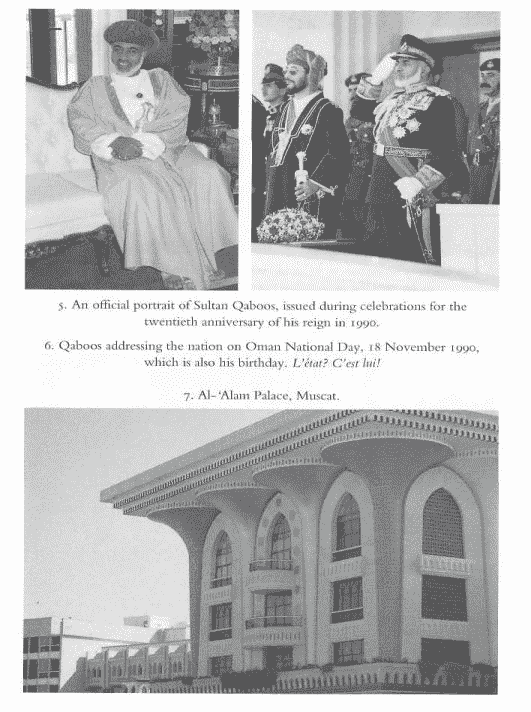 5. An official portrait of Sultan Qaboos, issued during celebrations for the
twentieth anniversary of his reign in 1990.
6. Qaboos addressing the nation on Oman National Day, 18 November 1990,
which is also his birthday. L'état? C'est lui!
7. Al-‘Alam Palace, Muscat.